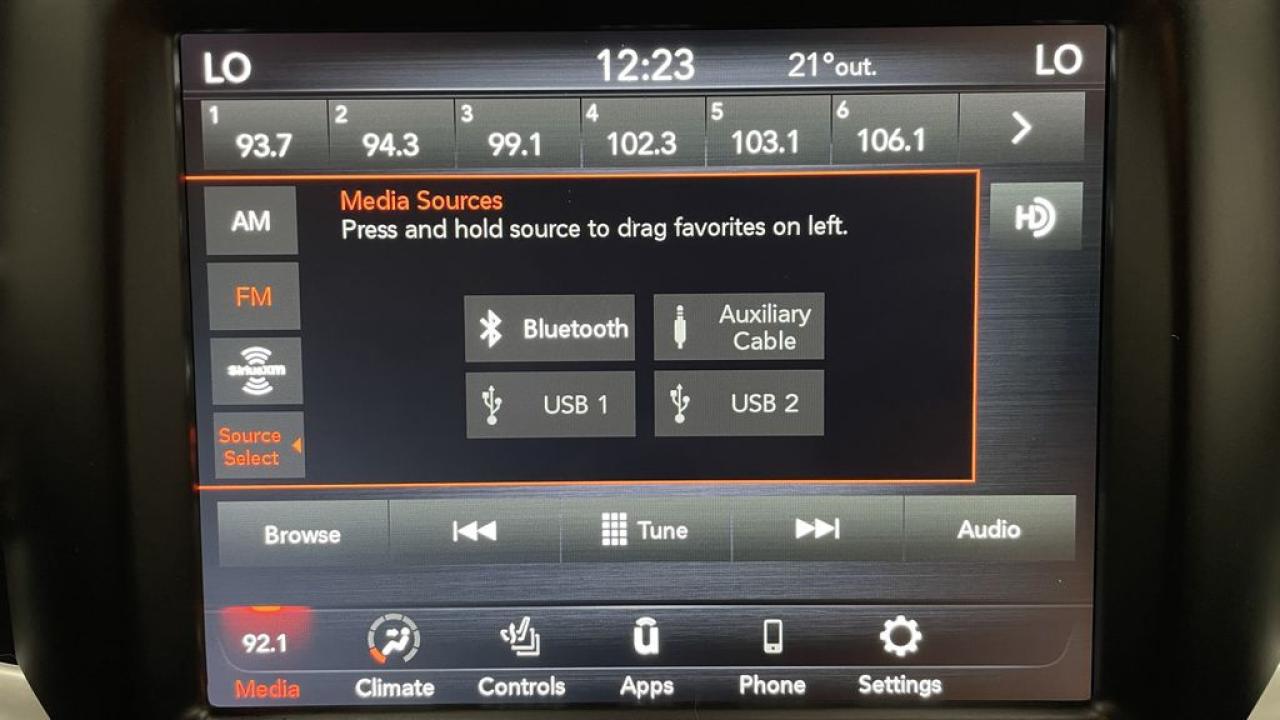 LO 12:23 21°out. LO
1 2 3 4 5 6
93.7 94.3 99.1 102.3 103.1 106.1
AM
Media Sources
Press and hold source to drag favorites on left.
HD
FM
Bluetooth
Auxiliary
Cable
SiriusXM
USB 1
USB 2
Source
Select
Browse Tune Audio
92.1
Media Climate Controls Apps Phone Settings